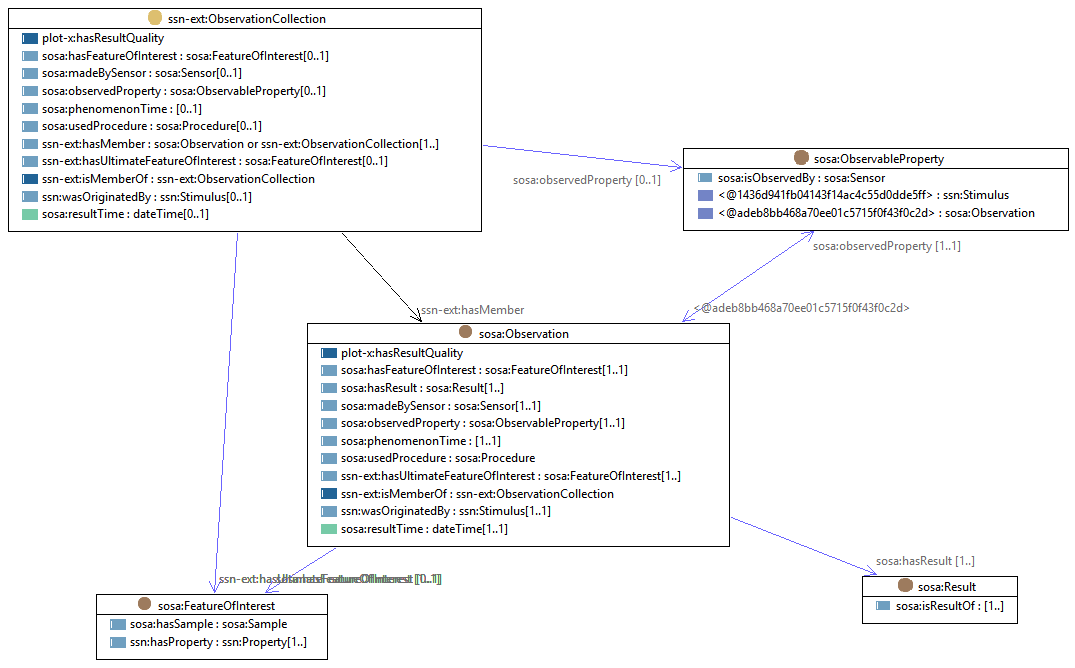 ssn-ext:ObservationCollection
plot-x:hasResultQuality
sosa:hasFeatureOfInterest : sosa:FeatureOfInterest[0..1]
sosa:madeBySensor : sosa:Sensor[0..1]
sosa:observedProperty : sosa:ObservableProperty[0..1]
sosa:phenomenonTime : [0..1]
sosa:usedProcedure : sosa:Procedure[0..1]
ssn-ext:hasMember : sosa:Observation or ssn-ext:ObservationCollection[1..]
ssn-ext:hasUltimateFeatureOfInterest : sosa:FeatureOfInterest[0..1]
ssn-ext:isMemberOf : ssn-ext:ObservationCollection
ssn:wasOriginatedBy : ssn:Stimulus[0..1]
sosa:resultTime : dateTime[0..1]
sosa:observedProperty [0..1]
sosa:ObservableProperty
sosa:isObservedBy : sosa:Sensor
<@1436d941fb04143f14ac4c55d0dde5ff> : ssn:Stimulus
<@adeb8bb468a70ee01c5715f0f43f0c2d> : sosa:Observation
sosa:observedProperty [1..1]
<@adeb8bb468a70ee01c5715f0f43f0c2d>
ssn-ext:hasMember
sosa:Observation
plot-x:hasResultQuality
sosa:hasFeatureOfInterest : sosa:FeatureOfInterest[1..1]
sosa:hasResult : sosa:Result[1..]
sosa:madeBySensor : sosa:Sensor[1..1]
sosa:observedProperty : sosa:ObservableProperty[1..1]
sosa:phenomenonTime : [1..1]
sosa:usedProcedure : sosa:Procedure
ssn-ext:hasUltimateFeatureOfInterest : sosa:FeatureOfInterest[1..]
ssn-ext:isMemberOf : ssn-ext:ObservationCollection
ssn:wasOriginatedBy : ssn:Stimulus[1..1]
sosa:resultTime : dateTime[1..1]
sosa:hasResult [1..]
sosa:FeatureOfInterest
sosa:hasSample : sosa:Sample
ssn:hasProperty : ssn:Property[1..]
sosa:Result
sosa:isResultOf : [1..]